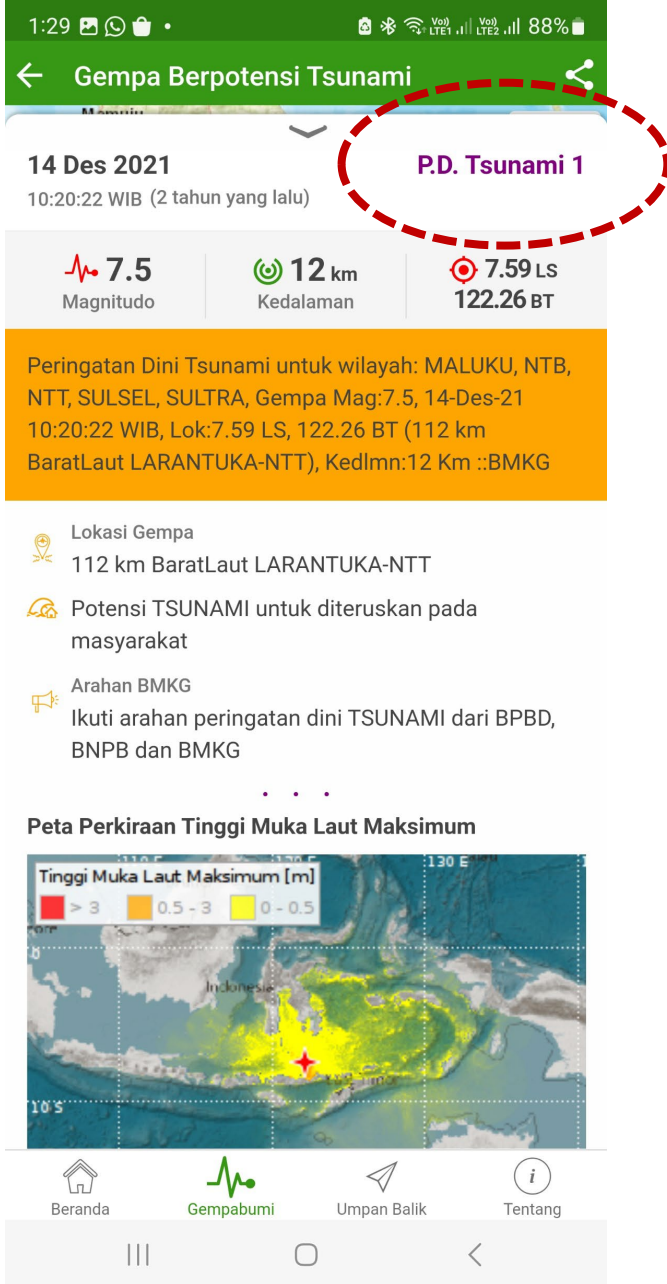 1:29 88%
Gempa Berpotensi Tsunami
Mamuju
14 Des 2021 P.D. Tsunami 1
10:20:22 WIB (2 tahun yang lalu)
7.5 12 km 7.59 LS
Magnitudo Kedalaman 122.26 BT
Peringatan Dini Tsunami untuk wilayah: MALUKU, NTB,
NTT, SULSEL, SULTRA, Gempa Mag:7.5, 14-Des-21
10:20:22 WIB, Lok:7.59 LS, 122.26 BT (112 km
BaratLaut LARANTUKA-NTT), Kedlmn:12 Km ::BMKG
Lokasi Gempa
112 km BaratLaut LARANTUKA-NTT
Potensi TSUNAMI untuk diteruskan pada
masyarakat
Arahan BMKG
Ikuti arahan peringatan dini TSUNAMI dari BPBD,
BNPB dan BMKG
Peta Perkiraan Tinggi Muka Laut Maksimum
130 E
Tinggi Muka Laut Maksimum [m]
> 3 0.5 - 3 0 - 0.5
0
Indonesia
10 S
Beranda Gempabumi Umpan Balik Tentang